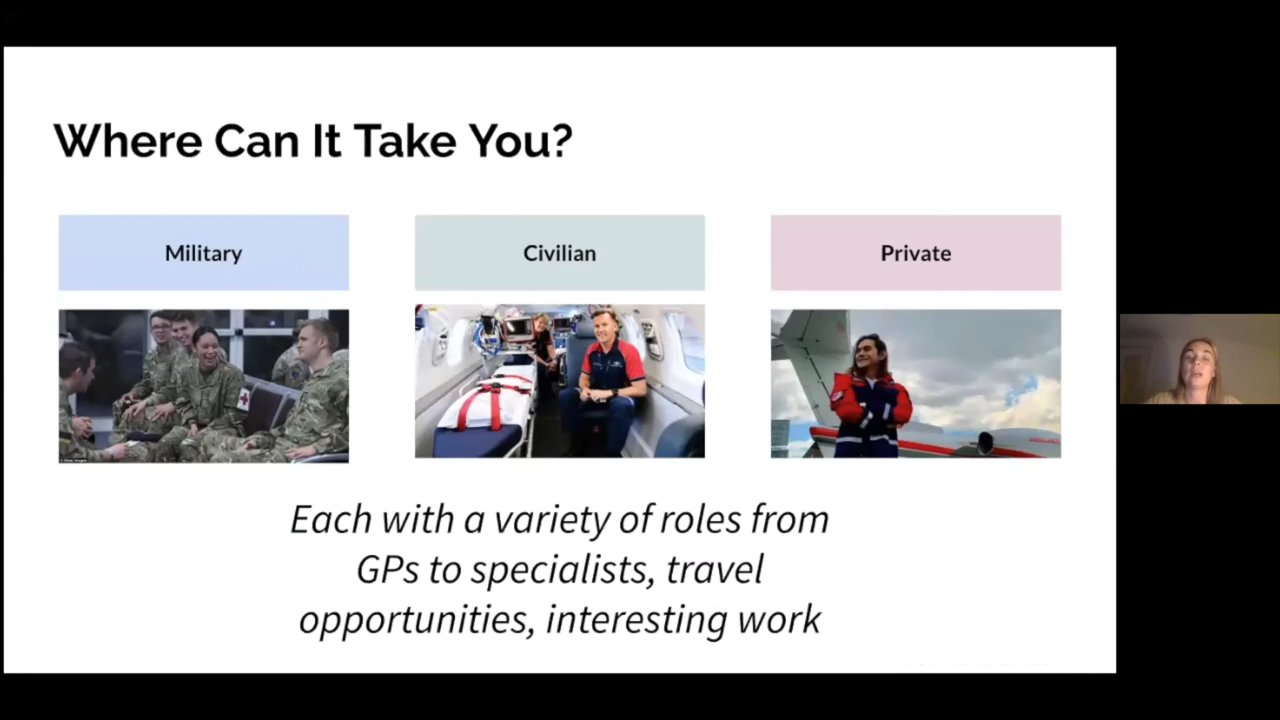 Where Can It Take You?
Military
Civilian
Private
Each with a variety of roles from
GPs to specialists, travel
opportunities, interesting work